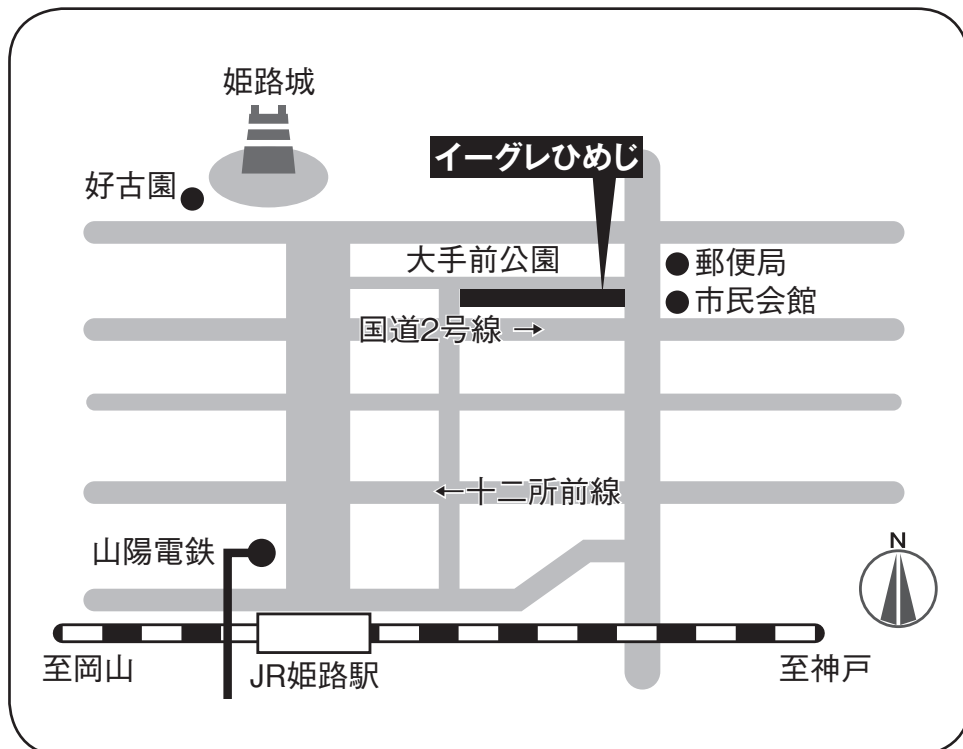 姫路城
イーグレひめじ
好古園
大手前公園
郵便局
市民会館
国道2号線 →
←十二所前線
山陽電鉄
N
至岡山
JR姫路駅
至神戸